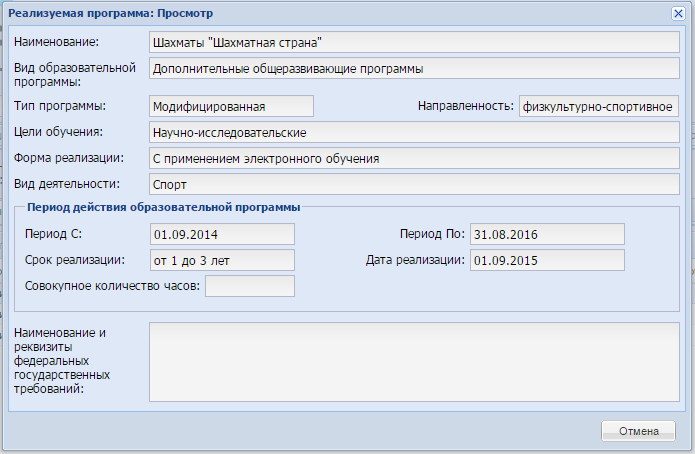 Реализуемая программа: Просмотр
Наименование: Шахматы "Шахматная страна"
Вид образовательной программы: Дополнительные общеразвивающие программы
Тип программы: Модифицированная Направленность: физкультурно-спортивное
Цели обучения: Научно-исследовательские
Форма реализации: С применением электронного обучения
Вид деятельности: Спорт
Период действия образовательной программы
Период С: 01.09.2014 Период По: 31.08.2016
Срок реализации: от 1 до 3 лет Дата реализации: 01.09.2015
Совокупное количество часов:
Наименование и
реквизиты
федеральных
государственных
требований:
Отмена